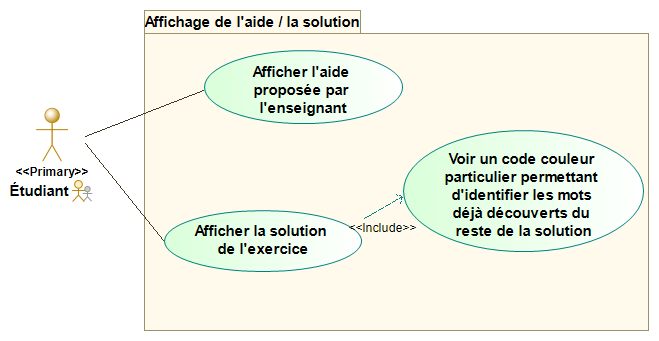 Affichage de l'aide / la solution
Afficher l'aide
proposée par
l'enseignant
<<Primary>>
Étudiant
Voir un code couleur
particulier permettant
d'identifier les mots
déjà découverts du
reste de la solution
Afficher la solution
de l'exercice
<<Include>>